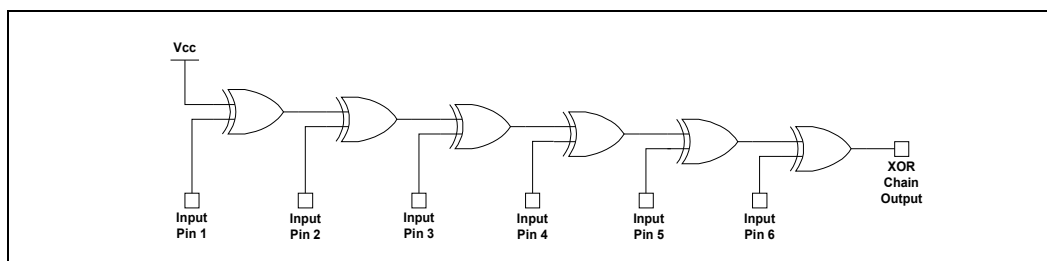 Vcc
Input
Pin 1
Input
Pin 2
Input
Pin 3
Input
Pin 4
Input
Pin 5
Input
Pin 6
XOR
Chain
Output